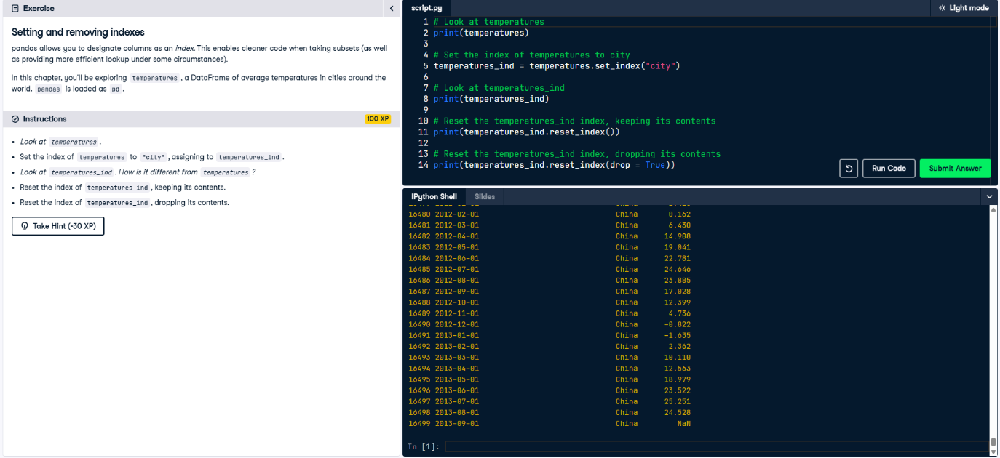 Exercise
Setting and removing indexes
pandas allows you to designate columns as an index. This enables cleaner code when taking subsets (as well
as providing more efficient lookup under some circumstances).
In this chapter, you'll be exploring temperatures, a DataFrame of average temperatures in cities around the
world. pandas is loaded as pd.
Instructions 100 XP
• Look at temperatures.
• Set the index of temperatures to "city", assigning to temperatures_ind.
• Look at temperatures_ind. How is it different from temperatures?
• Reset the index of temperatures_ind, keeping its contents.
• Reset the index of temperatures_ind, dropping its contents.
Take Hint (-30 XP)
script.py Light mode
1 # Look at temperatures
2 print(temperatures)
3
4 # Set the index of temperatures to city
5 temperatures_ind = temperatures.set_index("city")
6
7 # Look at temperatures_ind
8 print(temperatures_ind)
9
10 # Reset the temperatures_ind index, keeping its contents
11 print(temperatures_ind.reset_index())
12
13 # Reset the temperatures_ind index, dropping its contents
14 print(temperatures_ind.reset_index(drop = True))
Run Code Submit Answer
IPython Shell Slides
16480 2012-02-01 China 0.162
16481 2012-03-01 China 6.430
16482 2012-04-01 China 14.908
16483 2012-05-01 China 19.041
16484 2012-06-01 China 22.781
16485 2012-07-01 China 24.646
16486 2012-08-01 China 23.885
16487 2012-09-01 China 17.028
16488 2012-10-01 China 12.399
16489 2012-11-01 China 4.736
16490 2012-12-01 China -0.822
16491 2013-01-01 China -1.635
16492 2013-02-01 China 2.362
16493 2013-03-01 China 10.110
16494 2013-04-01 China 12.563
16495 2013-05-01 China 18.979
16496 2013-06-01 China 23.522
16497 2013-07-01 China 25.251
16498 2013-08-01 China 24.528
16499 2013-09-01 China NaN
In [1]: